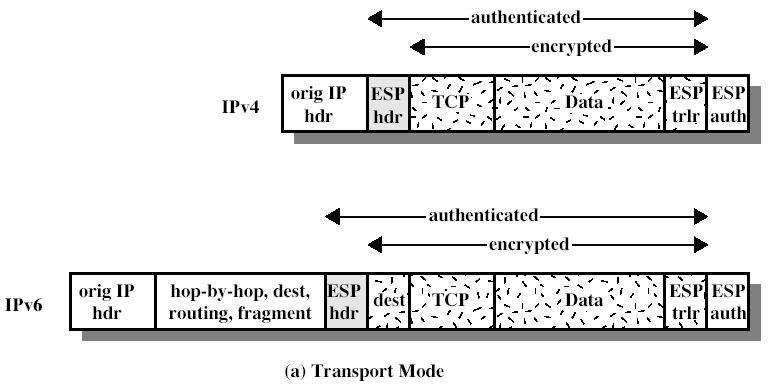 authenticated
encrypted
IPv4
orig IP
hdr
ESP
hdr
TCP
Data
ESP
trlr
ESP
auth
authenticated
encrypted
IPv6
orig IP
hdr
hop-by-hop, dest,
routing, fragment
ESP
hdr
dest
TCP
Data
ESP
trlr
ESP
auth
(a) Transport Mode